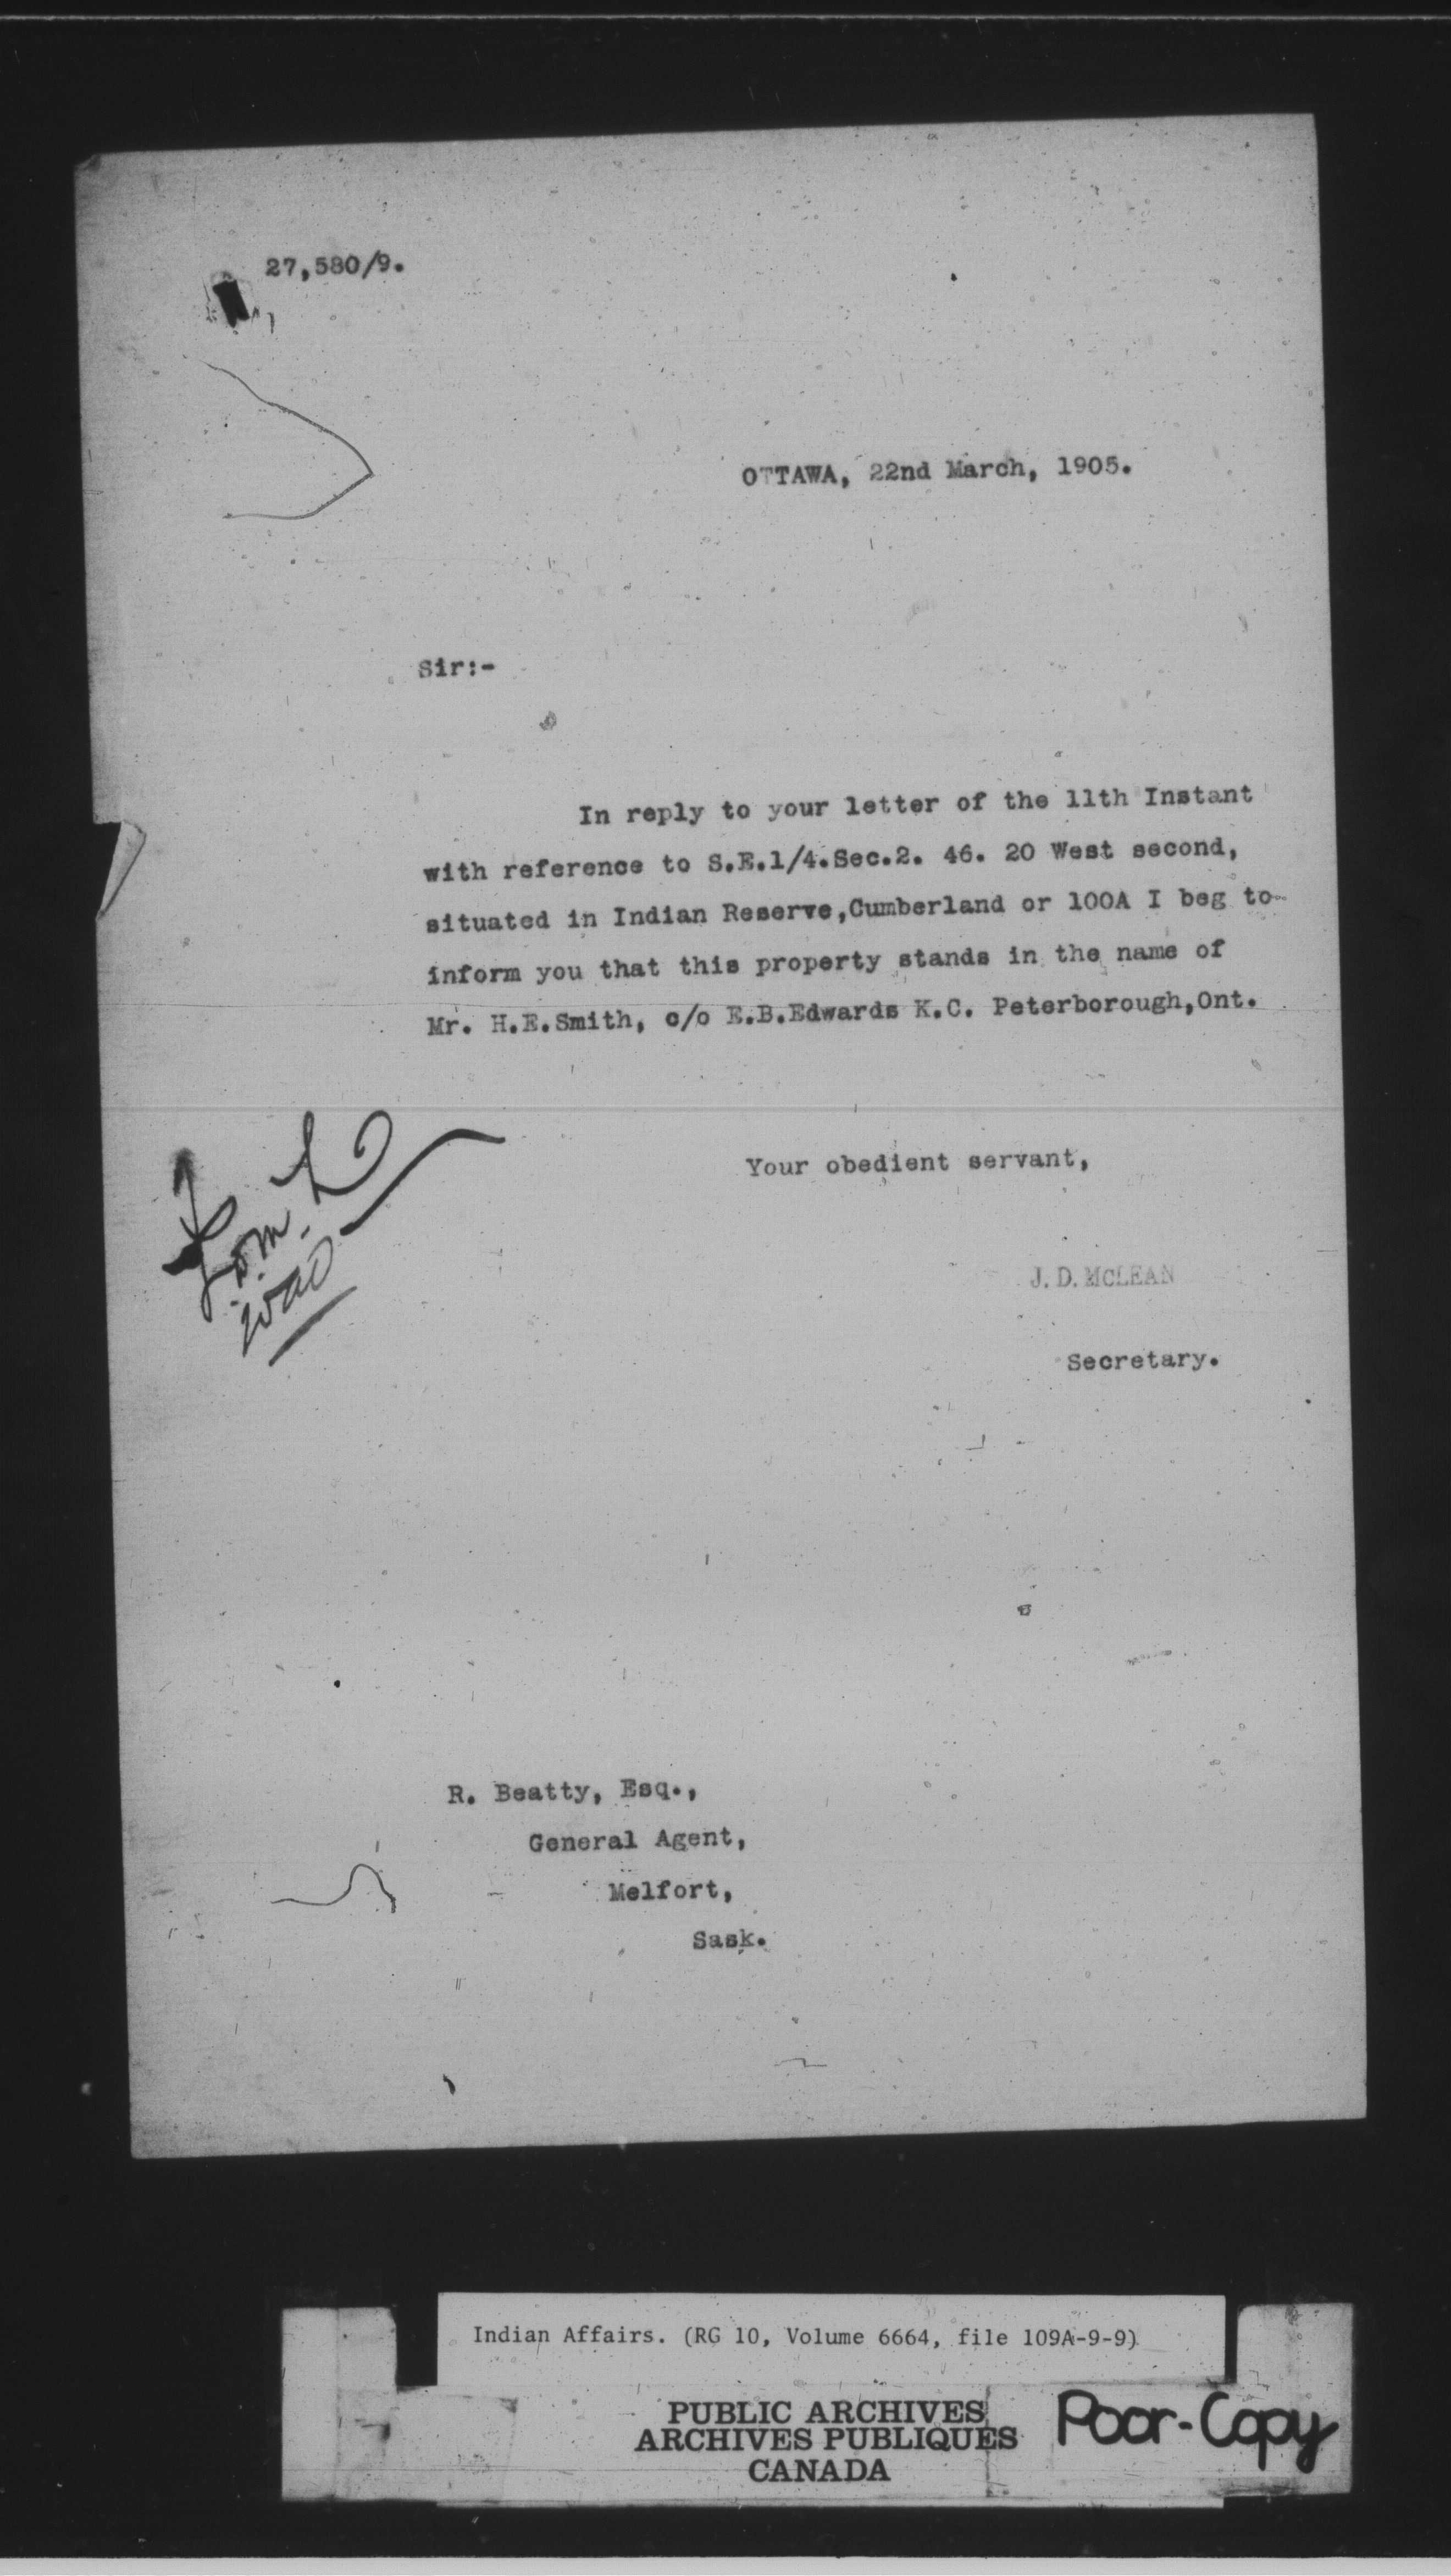 27,580/9.
OTTAWA, 22nd March, 1905.
Sir:-
In reply to your letter of the 11th Instant
with reference to S.E.1/4.Sec.2. 46. 20 West second,
situated in Indian Reserve,Cumberland or 100A I beg to
inform you that this property stands in the name of
Mr. H.E.Smith, c/o E.B.Edwards K.C. Peterborough,Ont.
Your obedient servant,
J. D. McLEAN
Secretary.
R. Beatty, Esq.,
General Agent,
Melfort,
Sask.
Indian Affairs. (RG 10, Volume 6664, file 109A-9-9)
PUBLIC ARCHIVES
ARCHIVES PUBLIQUES
CANADA
Poor-Copy